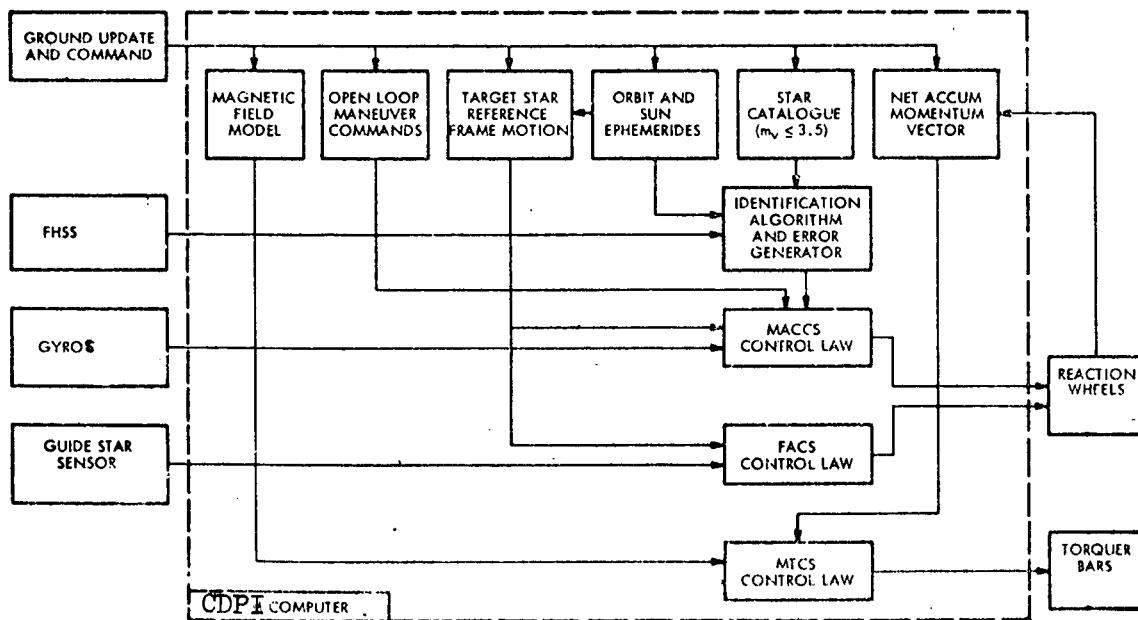 GROUND UPDATE
AND COMMAND
MAGNETIC
FIELD
MODEL
OPEN LOOP
MANEUVER
COMMANDS
TARGET STAR
REFERENCE
FRAME MOTION
ORBIT AND
SUN
EPHEMERIDES
STAR
CATALOGUE
(mv ≤ 3.5)
NET ACCUM
MOMENTUM
VECTOR
FHSS
IDENTIFICATION
ALGORITHM
AND ERROR
GENERATOR
GYROS
MACCS
CONTROL LAW
REACTION
WHEELS
GUIDE STAR
SENSOR
FACS
CONTROL LAW
MTCS
CONTROL LAW
TORQUER
BARS
CDPI COMPUTER